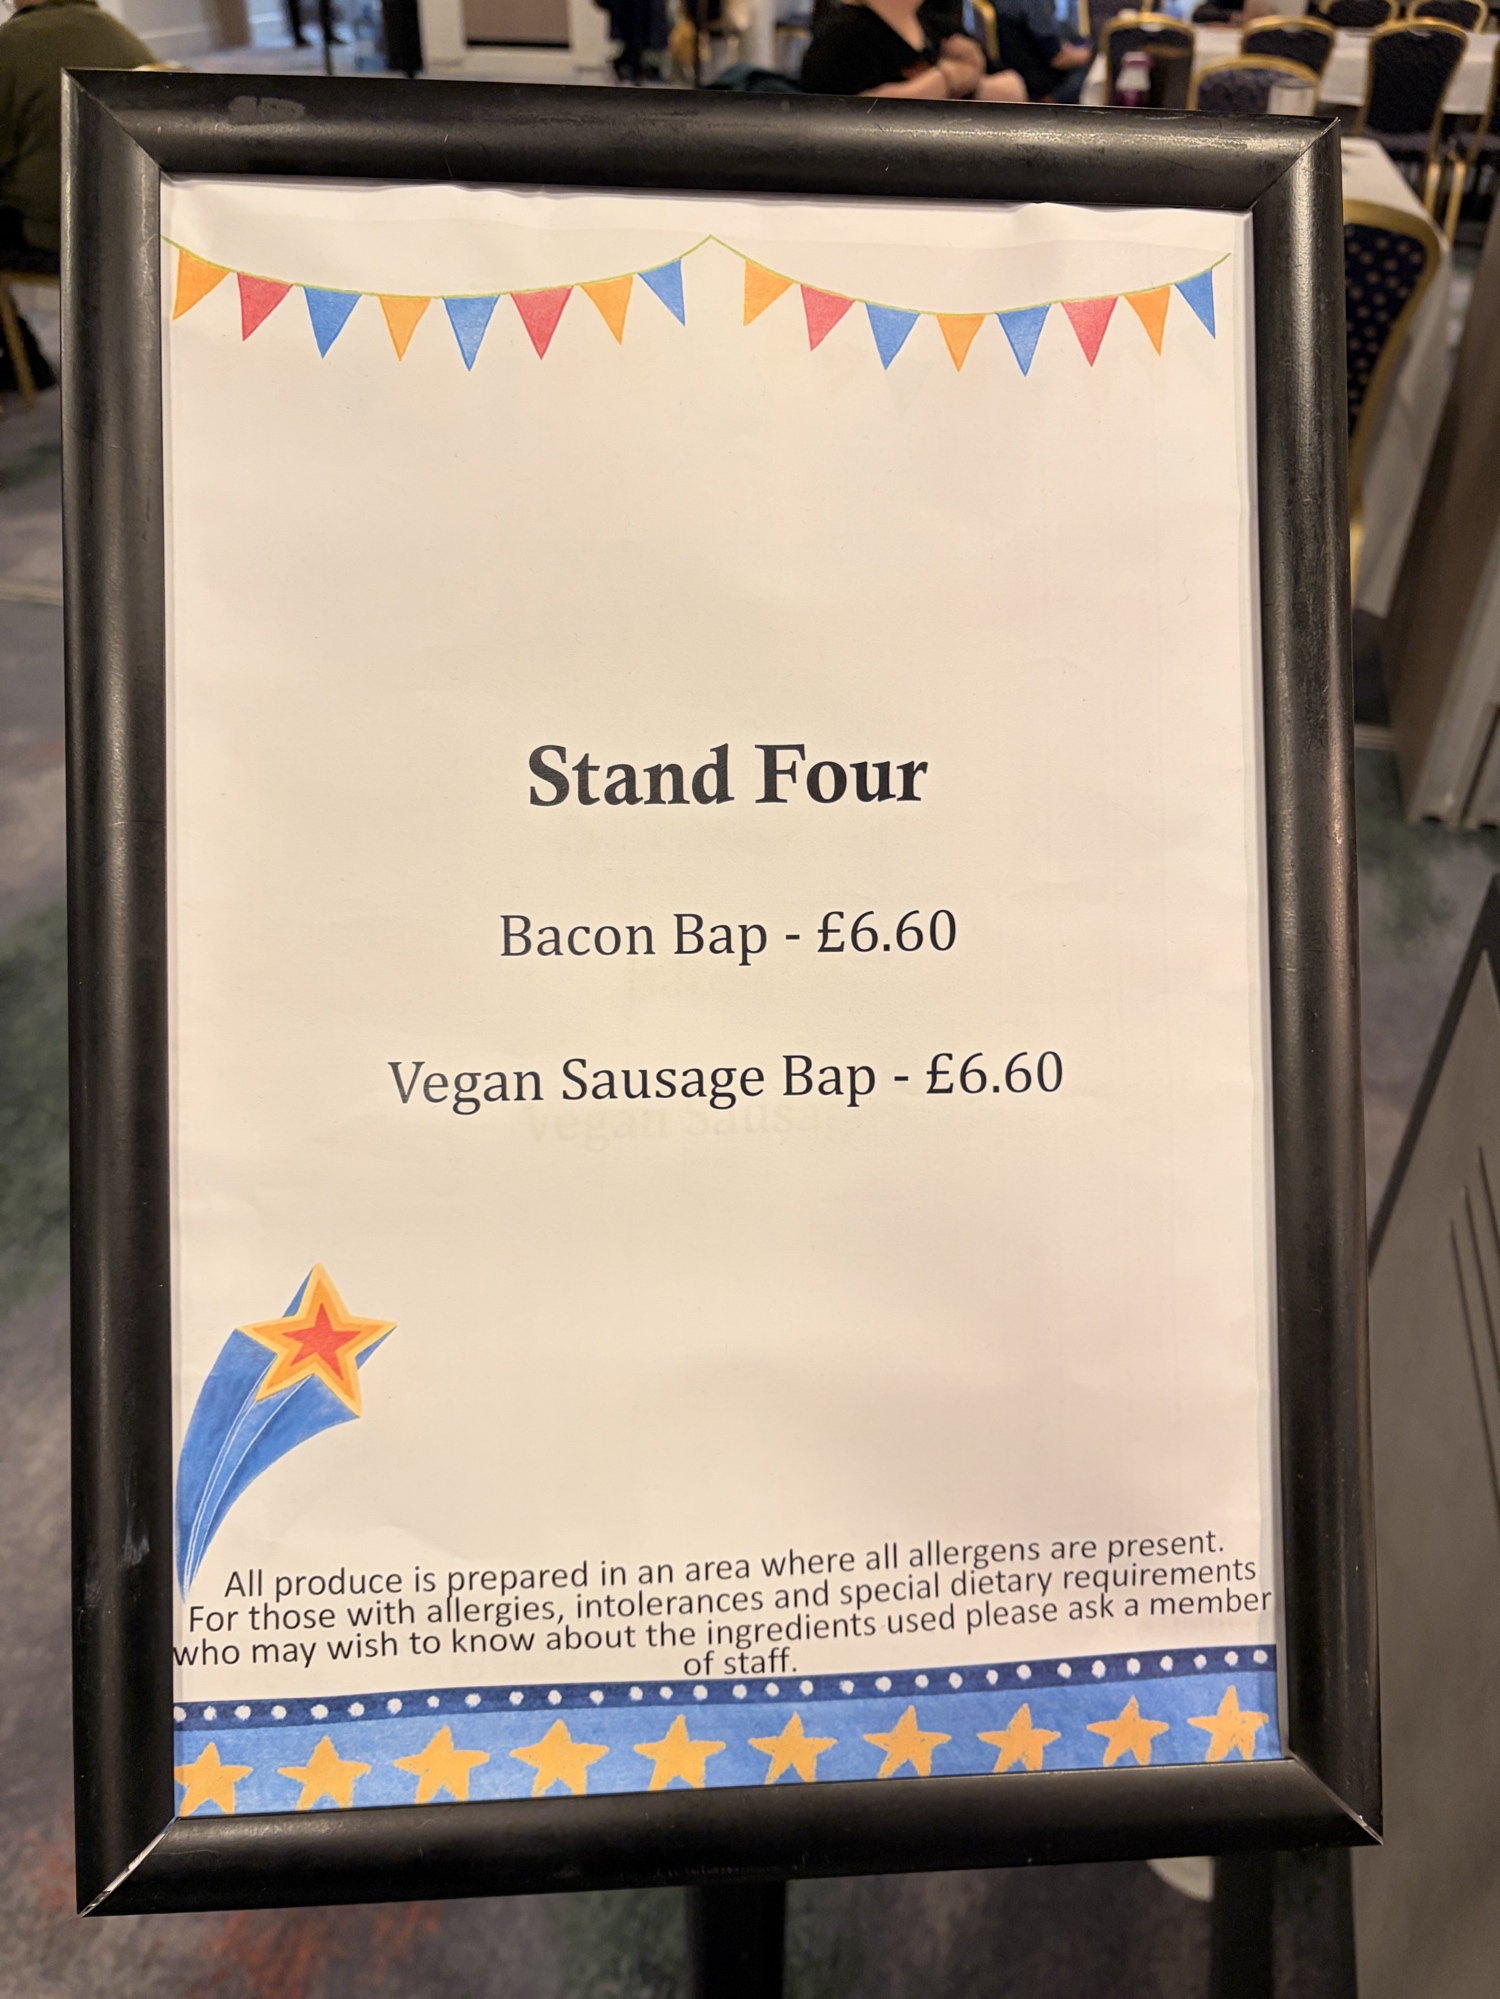 Stand Four
Bacon Bap - £6.60
Vegan Sausage Bap - £6.60
All produce is prepared in an area where all allergens are present.
For those with allergies, intolerances and special dietary requirements
who may wish to know about the ingredients used please ask a member
of staff.